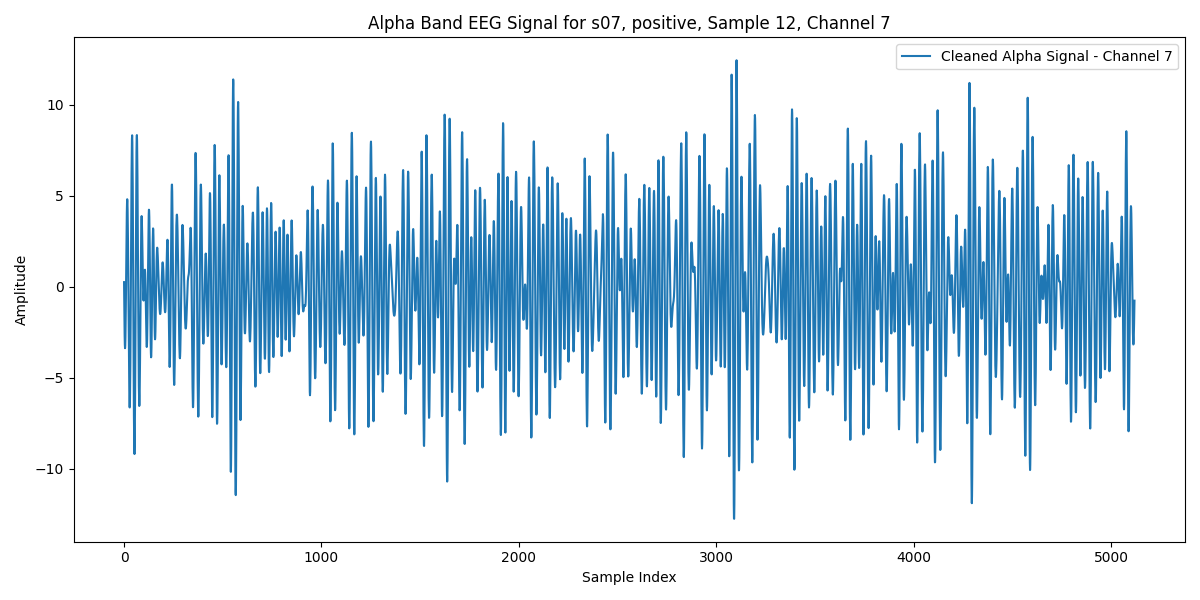 Alpha Band EEG Signal for s07, positive, Sample 12, Channel 7
Cleaned Alpha Signal - Channel 7
10
5
0
−5
−10
Amplitude
0 1000 2000 3000 4000 5000
Sample Index